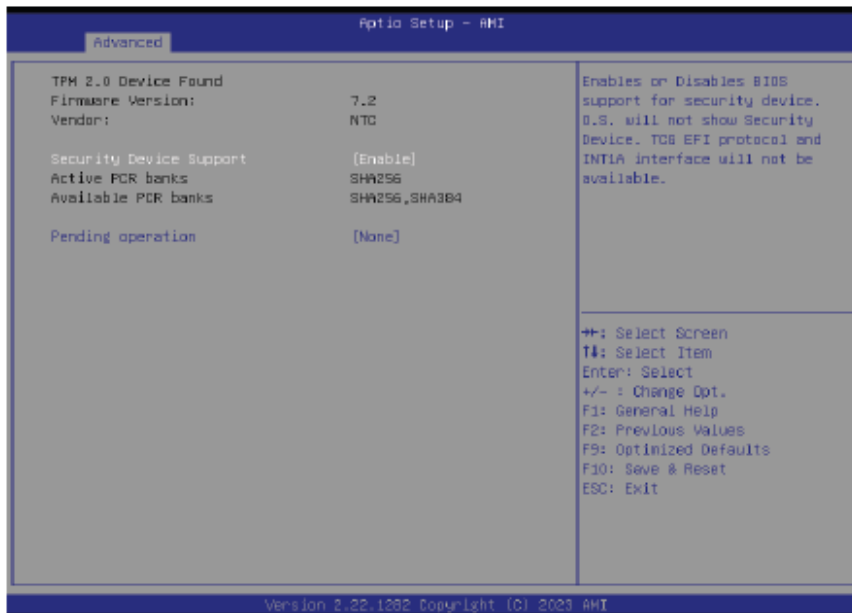 Aptio Setup - AMI
Advanced
TPM 2.0 Device Found
Firmware Version: 7.2
Vendor: NTC
Security Device Support [Enable]
Active PCR banks SHA256
Available PCR banks SHA256,SHA384
Pending operation [None]
Enables or Disables BIOS
support for security device.
O.S. will not show Security
Device. TCG EFI protocol and
INT1A interface will not be
available.
→←: Select Screen
↑↓: Select Item
Enter: Select
+/- : Change Opt.
F1: General Help
F2: Previous Values
F9: Optimized Defaults
F10: Save & Reset
ESC: Exit
Version 2.22.1282 Copyright (C) 2023 AMI